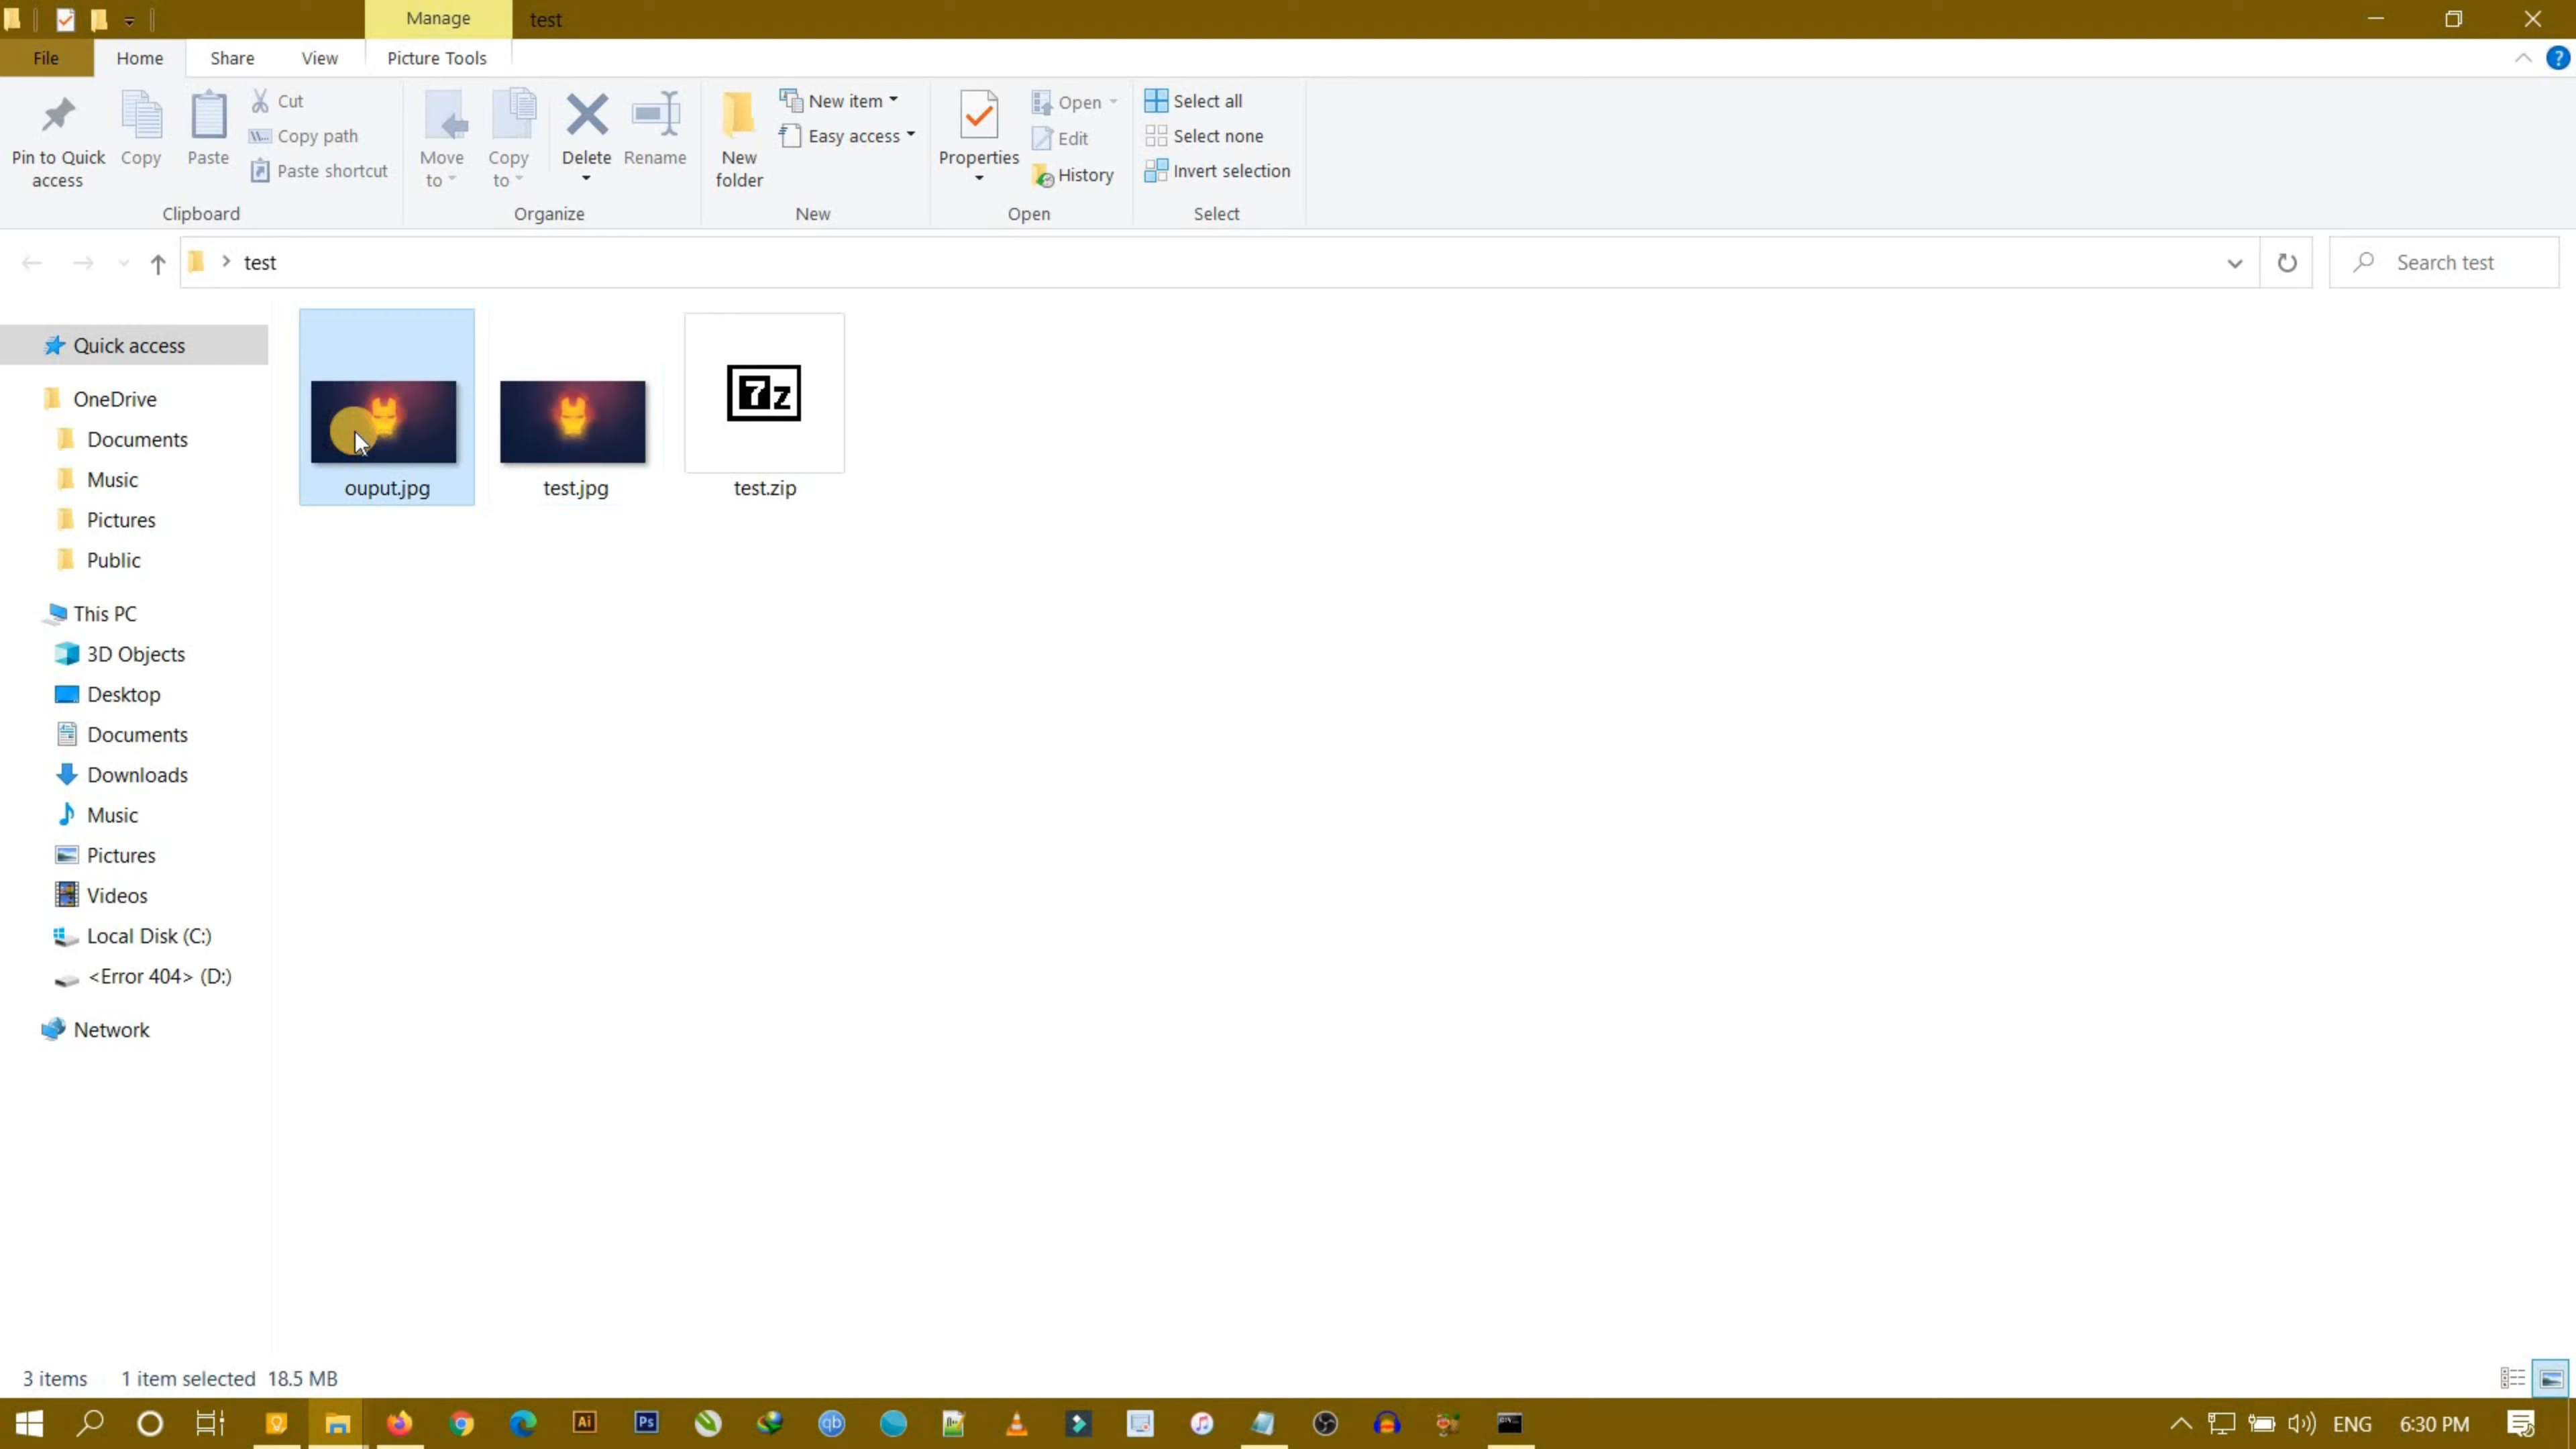 Manage
test
File
Home
Share
View
Picture Tools
Pin to Quick access
Copy
Paste
Cut
Copy path
Paste shortcut
Clipboard
Move to
Copy to
Delete
Rename
Organize
New folder
New item
Easy access
New
Properties
Open
Edit
History
Open
Select all
Select none
Invert selection
Select
test
Search test
Quick access
OneDrive
Documents
Music
Pictures
Public
This PC
3D Objects
Desktop
Documents
Downloads
Music
Pictures
Videos
Local Disk (C:)
<Error 404> (D:)
Network
7z
ouput.jpg
test.jpg
test.zip
3 items
1 item selected 18.5 MB
Ai
Ps
qb
ENG
6:30 PM